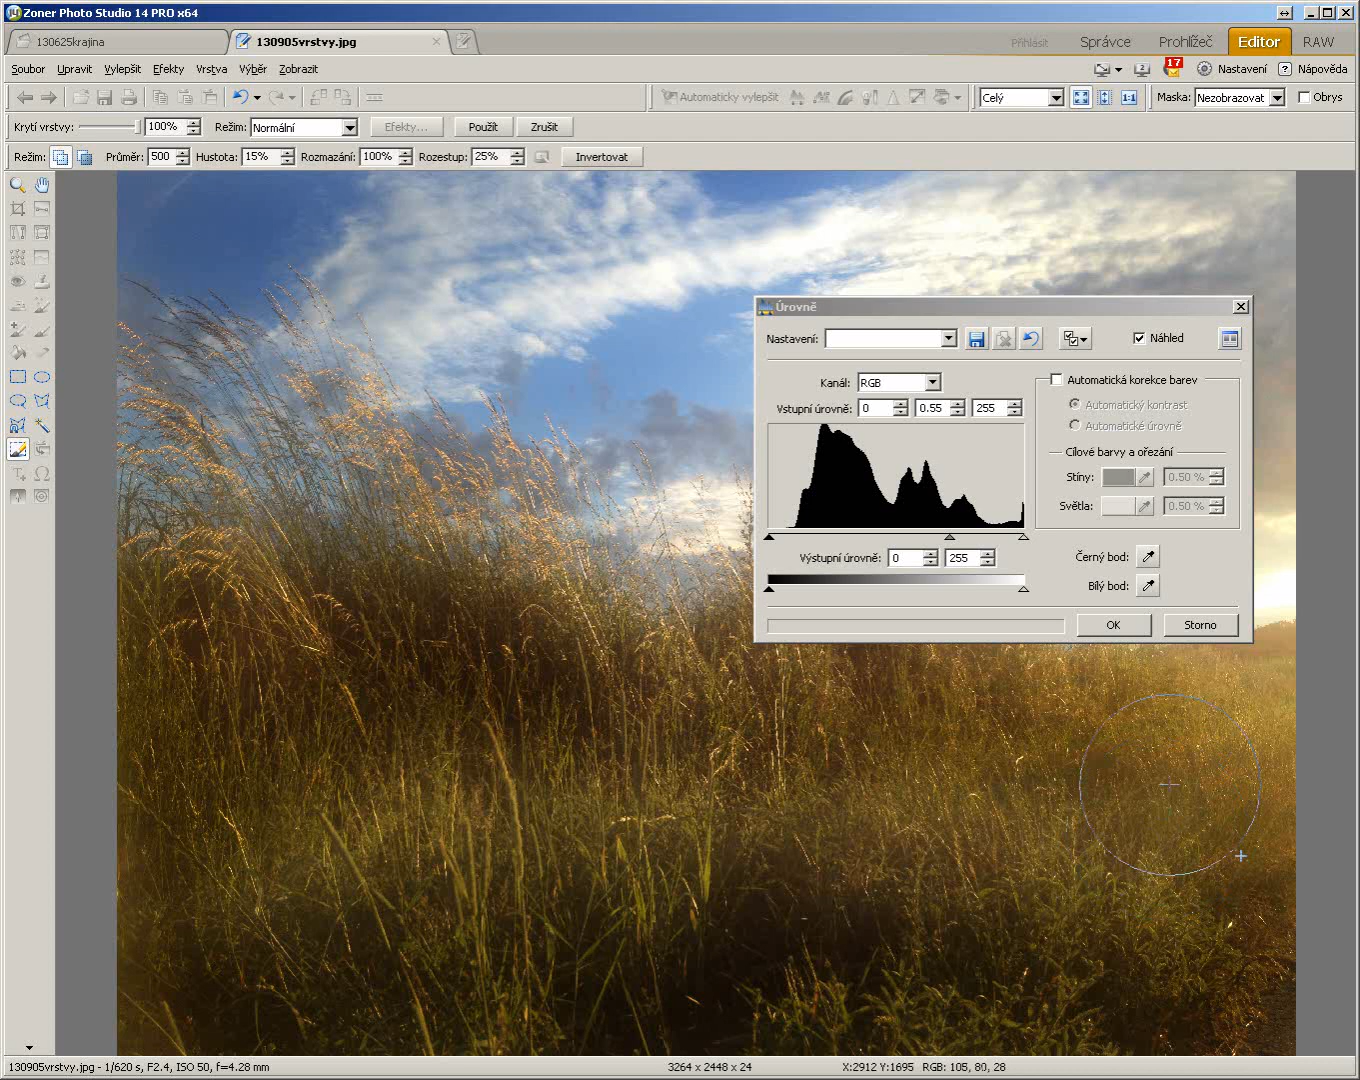 Zoner Photo Studio 14 PRO x64
130625krajina
130905vrstvy.jpg
Přihlásit
Správce
Prohlížeč
Editor
RAW
Soubor Upravit Vylepšit Efekty Vrstva Výběr Zobrazit
2
17
Nastavení
? Nápověda
Automaticky vylepšit
Celý
1:1
Maska: Nezobrazovat
Obrys
Krytí vrstvy: 100% Režim: Normální Efekty... Použít Zrušit
Režim: Průměr: 500 Hustota: 15% Rozmazání: 100% Rozestup: 25% Invertovat
Úrovně
Nastavení:
Náhled
Kanál: RGB
Vstupní úrovně: 0 0.55 255
Výstupní úrovně: 0 255
Automatická korekce barev
Automatický kontrast
Automatické úrovně
Cílové barvy a ořezání
Stíny: 0.50 %
Světla: 0.50 %
Černý bod:
Bílý bod:
OK Storno
130905vrstvy.jpg - 1/620 s, F2.4, ISO 50, f=4.28 mm
3264 x 2448 x 24
X:2912 Y:1695 RGB: 105, 80, 28